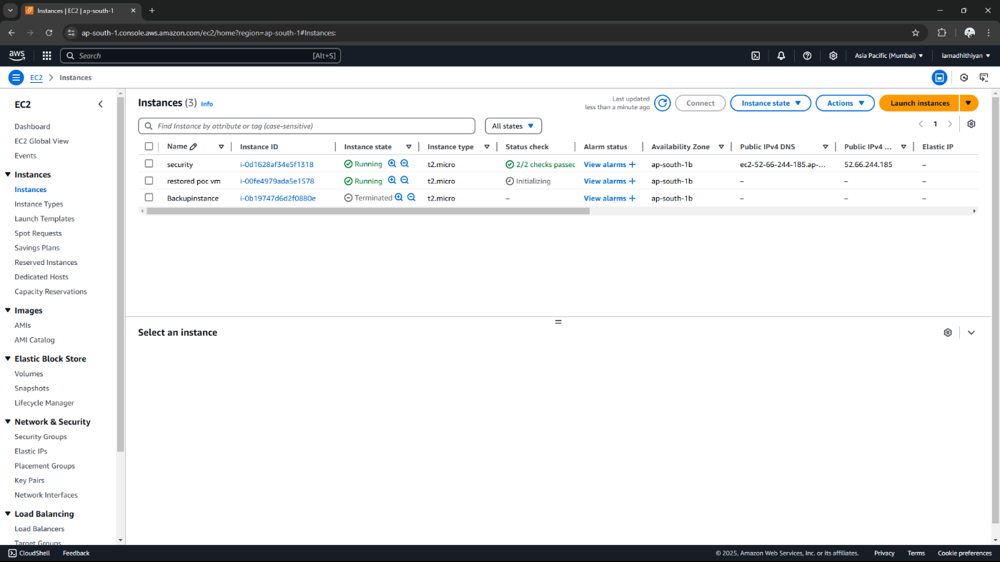 Instances | EC2 | ap-south-1
ap-south-1.console.aws.amazon.com/ec2/home?region=ap-south-1#Instances:
aws
Search
[Alt+S]
Asia Pacific (Mumbai)
iamadhithiyan
EC2
Instances
EC2
Dashboard
EC2 Global View
Events
Instances
Instances
Instance Types
Launch Templates
Spot Requests
Savings Plans
Reserved Instances
Dedicated Hosts
Capacity Reservations
Images
AMIs
AMI Catalog
Elastic Block Store
Volumes
Snapshots
Lifecycle Manager
Network & Security
Security Groups
Elastic IPs
Placement Groups
Key Pairs
Network Interfaces
Load Balancing
Load Balancers
Target Groups
Instances (3) Info
Last updated
less than a minute ago
Connect
Instance state
Actions
Launch instances
Find Instance by attribute or tag (case-sensitive)
All states
1
Name Instance ID Instance state Instance type Status check Alarm status Availability Zone Public IPv4 DNS Public IPv4 ... Elastic IP
security i-0d1628af34e5f1318 Running t2.micro 2/2 checks passec View alarms + ap-south-1b ec2-52-66-244-185.ap-... 52.66.244.185 –
restored poc vm i-00fe4979ada5e1578 Running t2.micro Initializing View alarms + ap-south-1b – – –
Backupinstance i-0b19747d6d2f0880e Terminated t2.micro – View alarms + ap-south-1b – – –
Select an instance
CloudShell
Feedback
© 2025, Amazon Web Services, Inc. or its affiliates.
Privacy
Terms
Cookie preferences